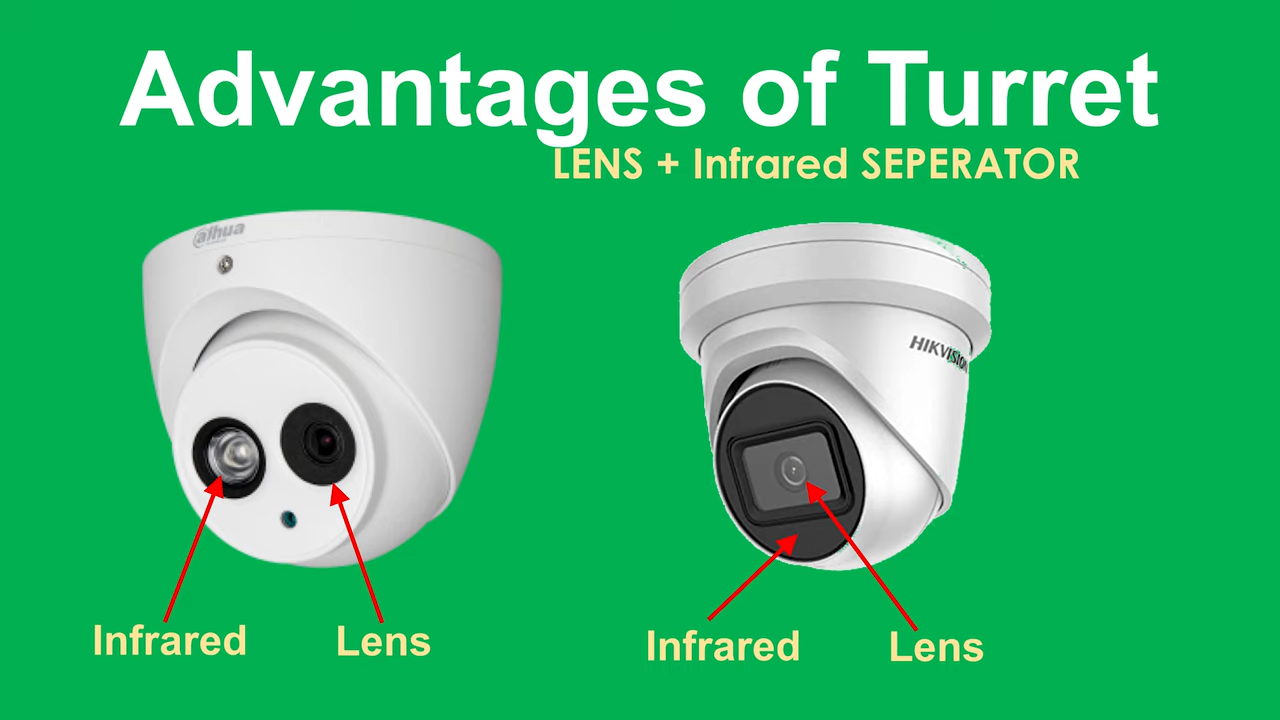 Advantages of Turret
LENS + Infrared SEPERATOR
alhua
HIKVISION
Infrared
Lens
Infrared
Lens